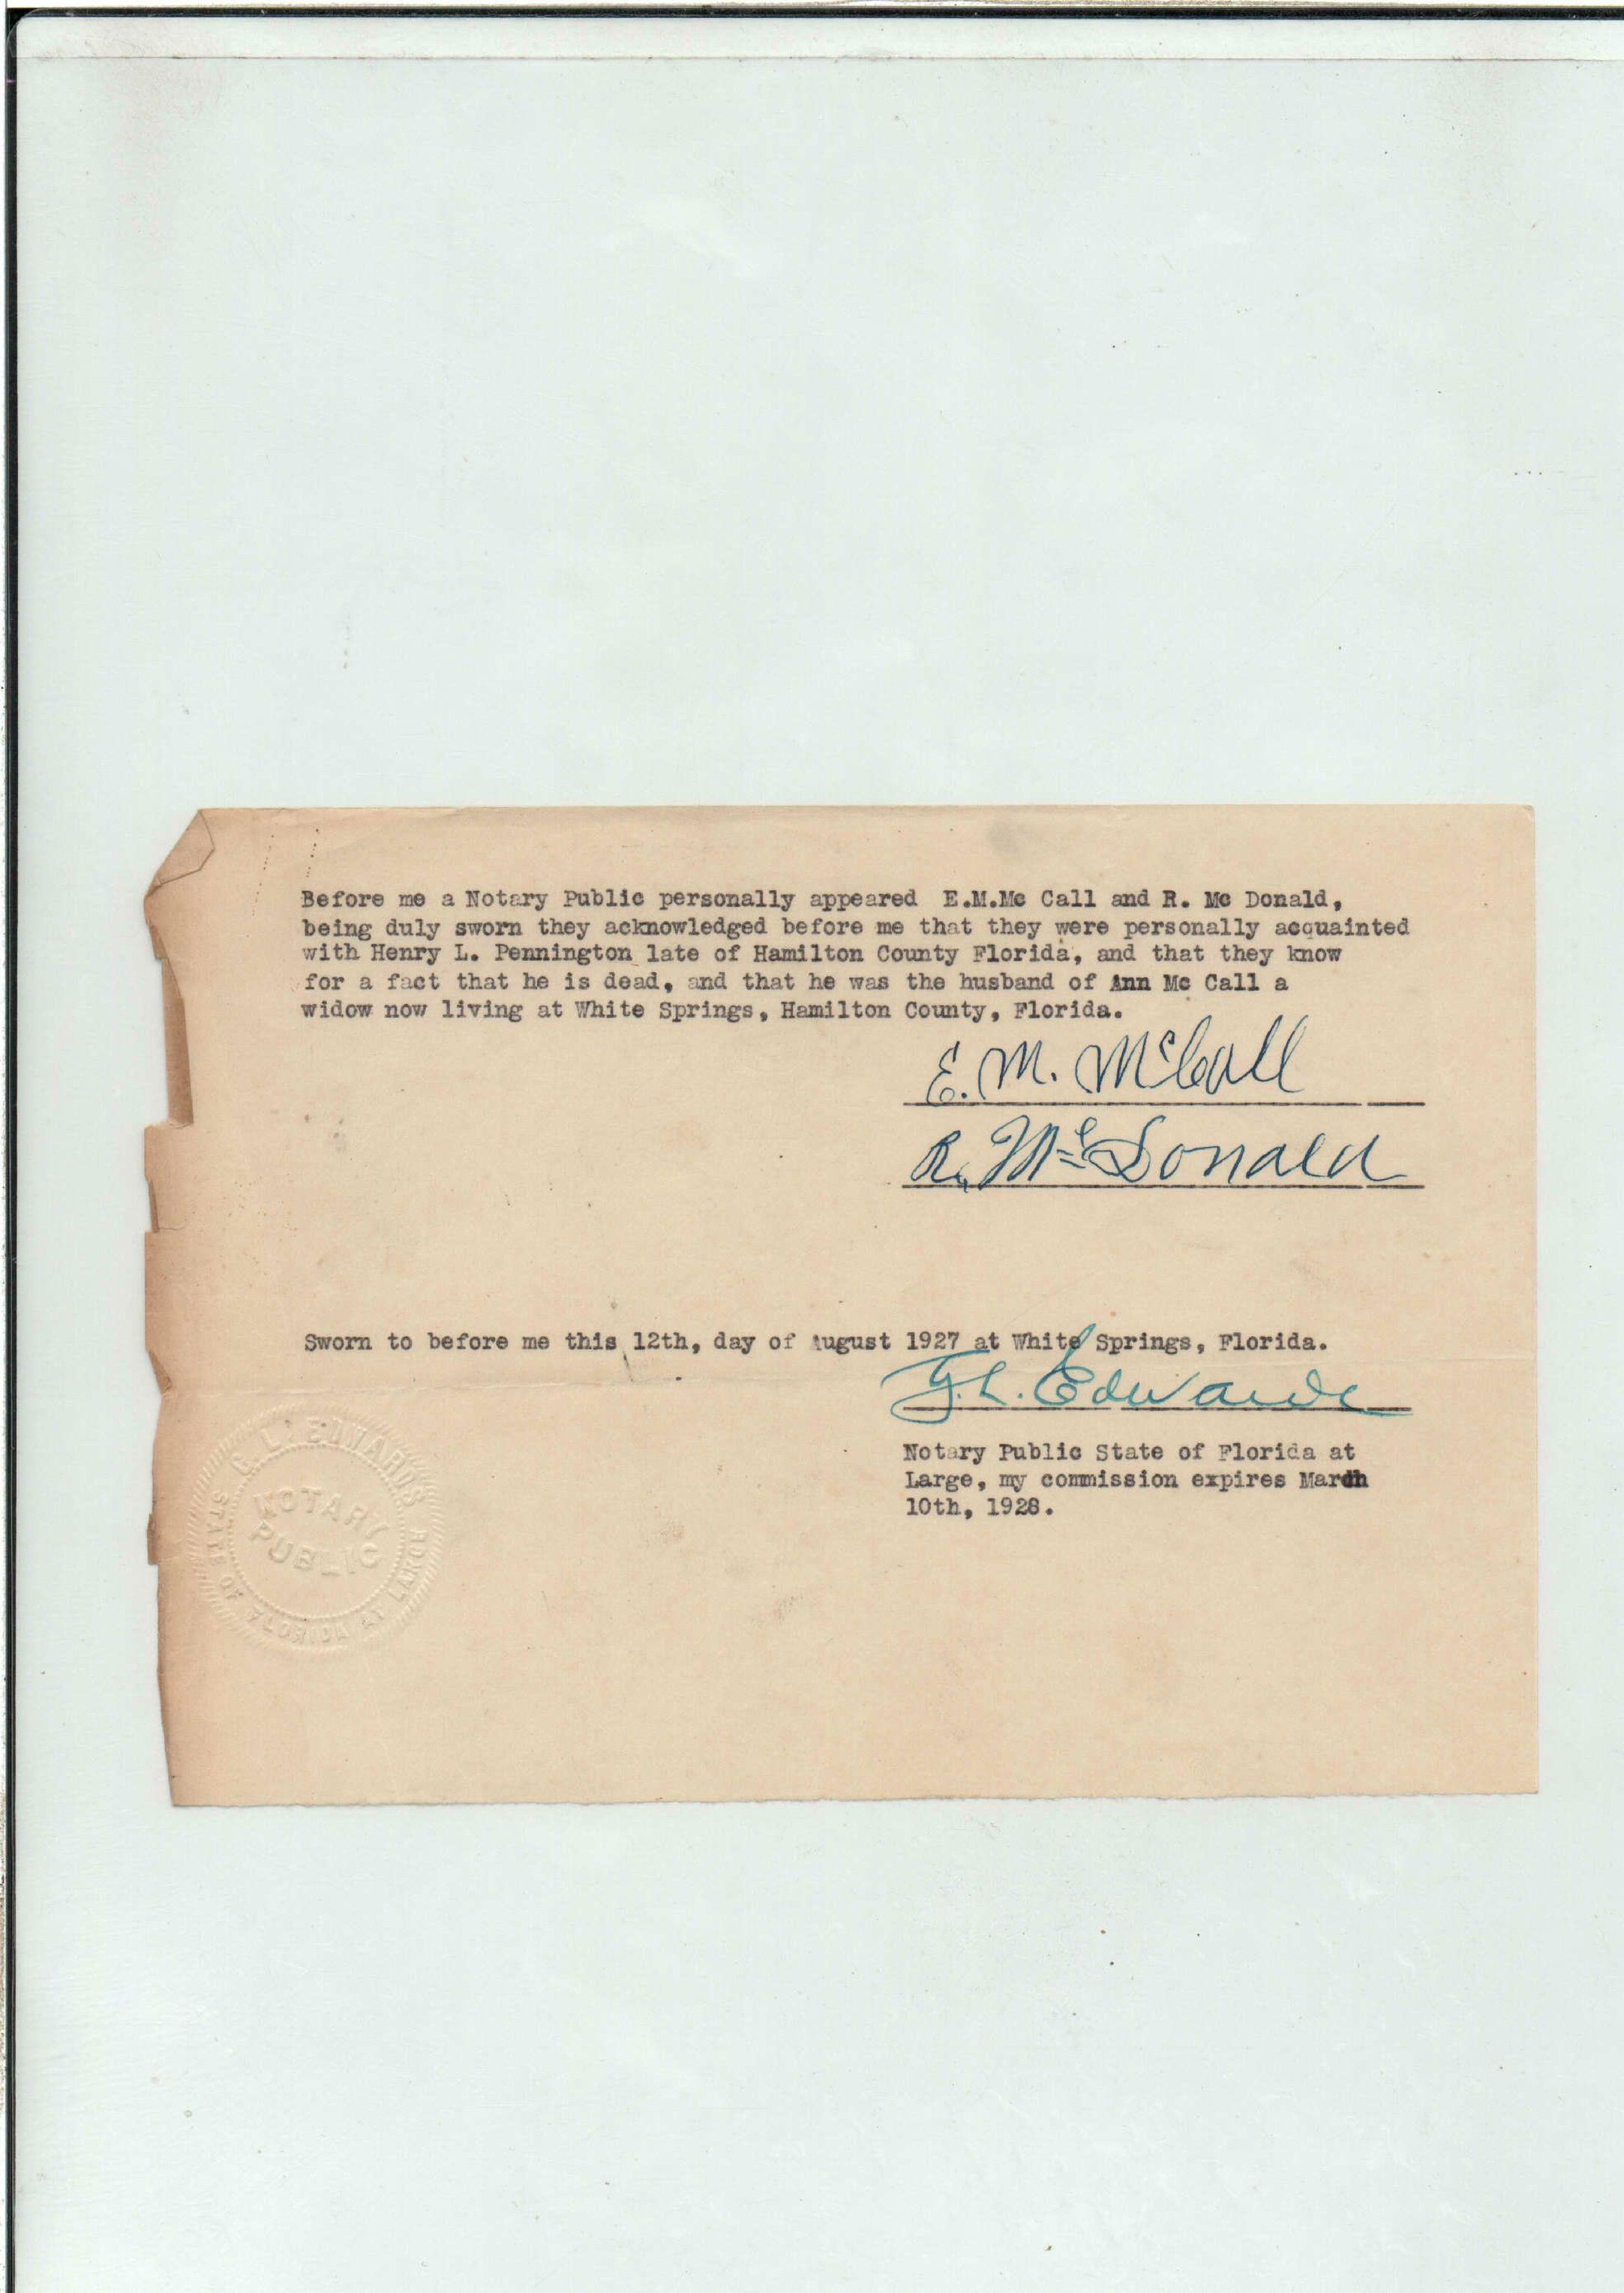 Before me a Notary Public personally appeared E.M.Mc Call and R. Mc Donald,
being duly sworn they acknowledged before me that they were personally acquainted
with Henry L. Pennington late of Hamilton County Florida, and that they know
for a fact that he is dead, and that he was the husband of Ann Mc Call a
widow now living at White Springs, Hamilton County, Florida.
E. M. McCall
R. McDonald
Sworn to before me this 12th, day of August 1927 at White Springs, Florida.
G. L. Edwards
Notary Public State of Florida at
Large, my commission expires March
10th, 1928.
G. L. EDWARDS
NOTARY
PUBLIC
STATE OF FLORIDA AT LARGE